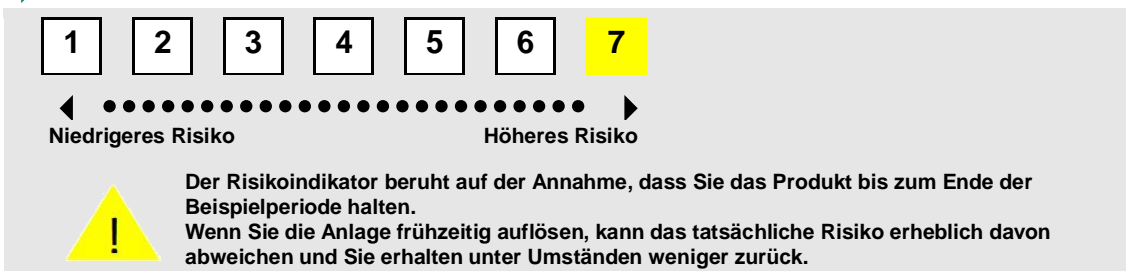 1 2 3 4 5 6 7
Niedrigeres Risiko Höheres Risiko
Der Risikoindikator beruht auf der Annahme, dass Sie das Produkt bis zum Ende der
Beispielperiode halten.
! Wenn Sie die Anlage frühzeitig auflösen, kann das tatsächliche Risiko erheblich davon
abweichen und Sie erhalten unter Umständen weniger zurück.